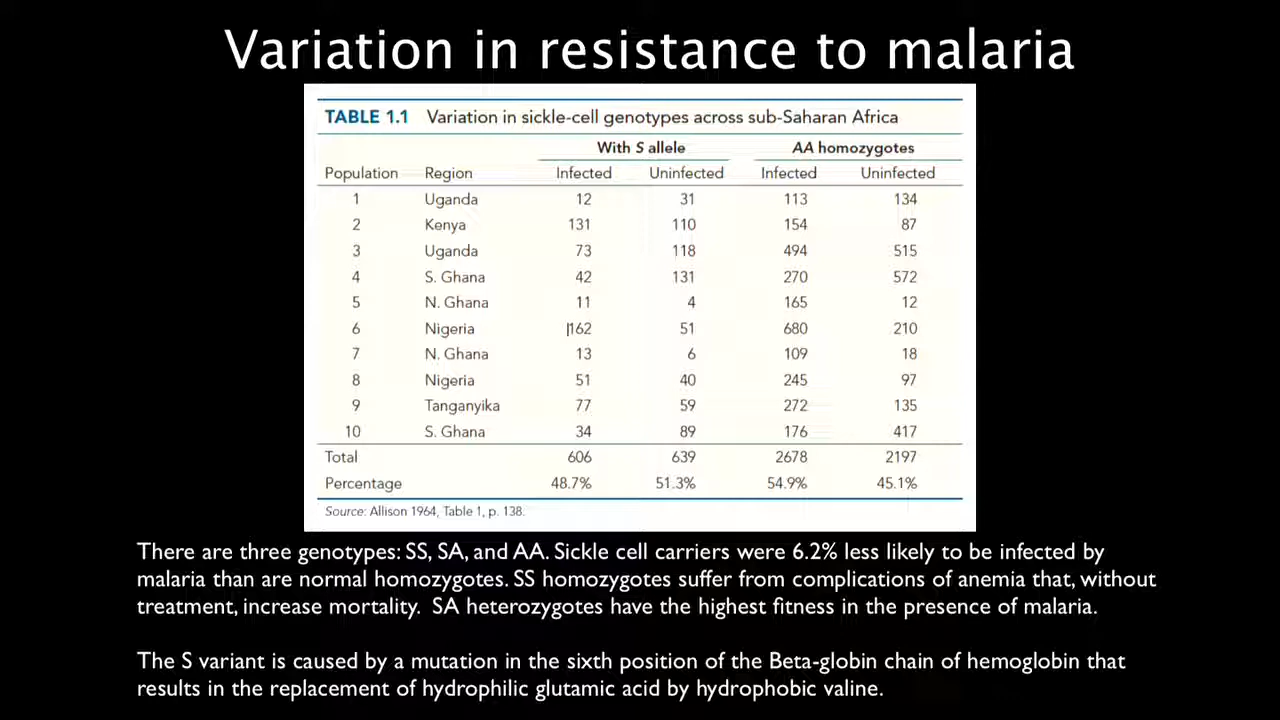 Variation in resistance to malaria
TABLE 1.1 Variation in sickle-cell genotypes across sub-Saharan Africa
With S allele AA homozygotes
Population Region Infected Uninfected Infected Uninfected
1 Uganda 12 31 113 134
2 Kenya 131 110 154 87
3 Uganda 73 118 494 515
4 S. Ghana 42 131 270 572
5 N. Ghana 11 4 165 12
6 Nigeria 162 51 680 210
7 N. Ghana 13 6 109 18
8 Nigeria 51 40 245 97
9 Tanganyika 77 59 272 135
10 S. Ghana 34 89 176 417
Total 606 639 2678 2197
Percentage 48.7% 51.3% 54.9% 45.1%
Source: Allison 1964, Table 1, p. 138.
There are three genotypes: SS, SA, and AA. Sickle cell carriers were 6.2% less likely to be infected by
malaria than are normal homozygotes. SS homozygotes suffer from complications of anemia that, without
treatment, increase mortality. SA heterozygotes have the highest fitness in the presence of malaria.
The S variant is caused by a mutation in the sixth position of the Beta-globin chain of hemoglobin that
results in the replacement of hydrophilic glutamic acid by hydrophobic valine.